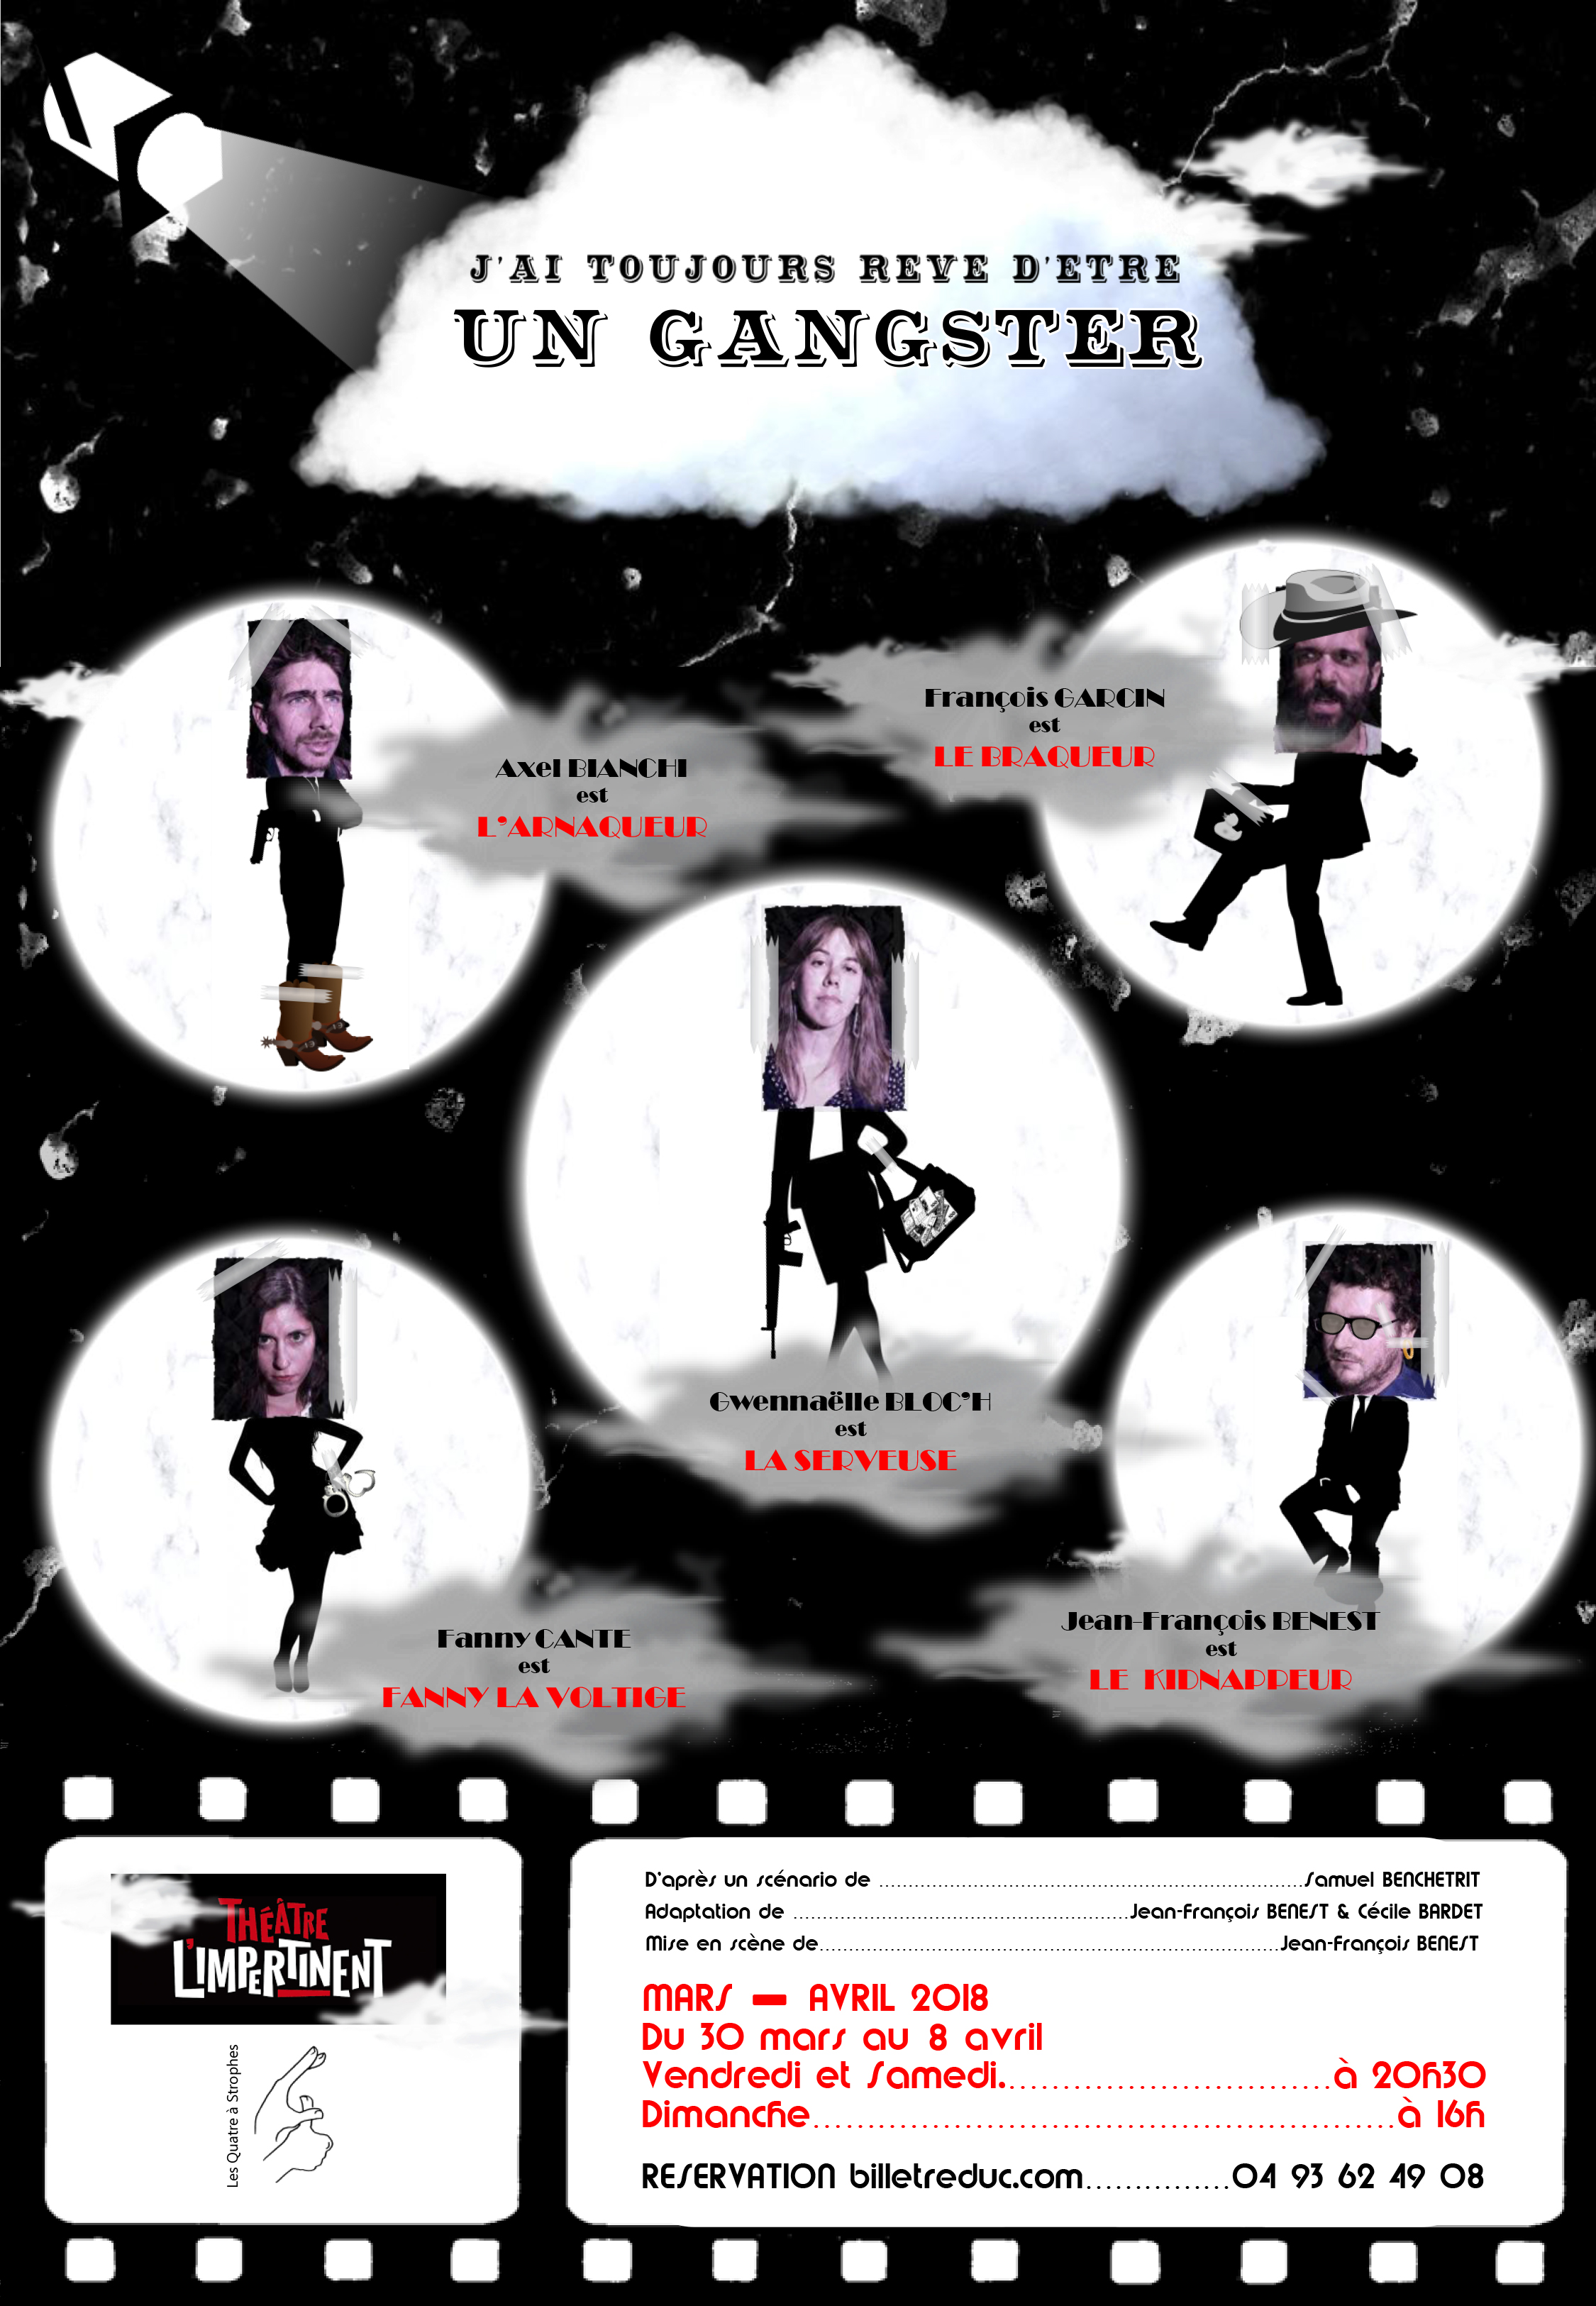 J'AI TOUJOURS REVE D'ETRE
UN GANGSTER
François GARCIN
est
LE BRAQUEUR
Axel BIANCHI
est
L'ARNAQUEUR
Gwennaëlle BLOC'H
est
LA SERVEUSE
Fanny CANTE
est
FANNY LA VOLTIGE
Jean-François BENEST
est
LE KIDNAPPEUR
THÉÂTRE
L'IMPERTINENT
Les Quatre à Strophes
D'après un scénario de ........................Samuel BENCHETRIT
Adaptation de ........................Jean-François BENEST & Cécile BARDET
Mise en scène de........................Jean-François BENEST
MARS — AVRIL 2018
Du 30 mars au 8 avril
Vendredi et Samedi........................à 20h30
Dimanche........................à 16h
RESERVATION billetreduc.com...............04 93 62 49 08